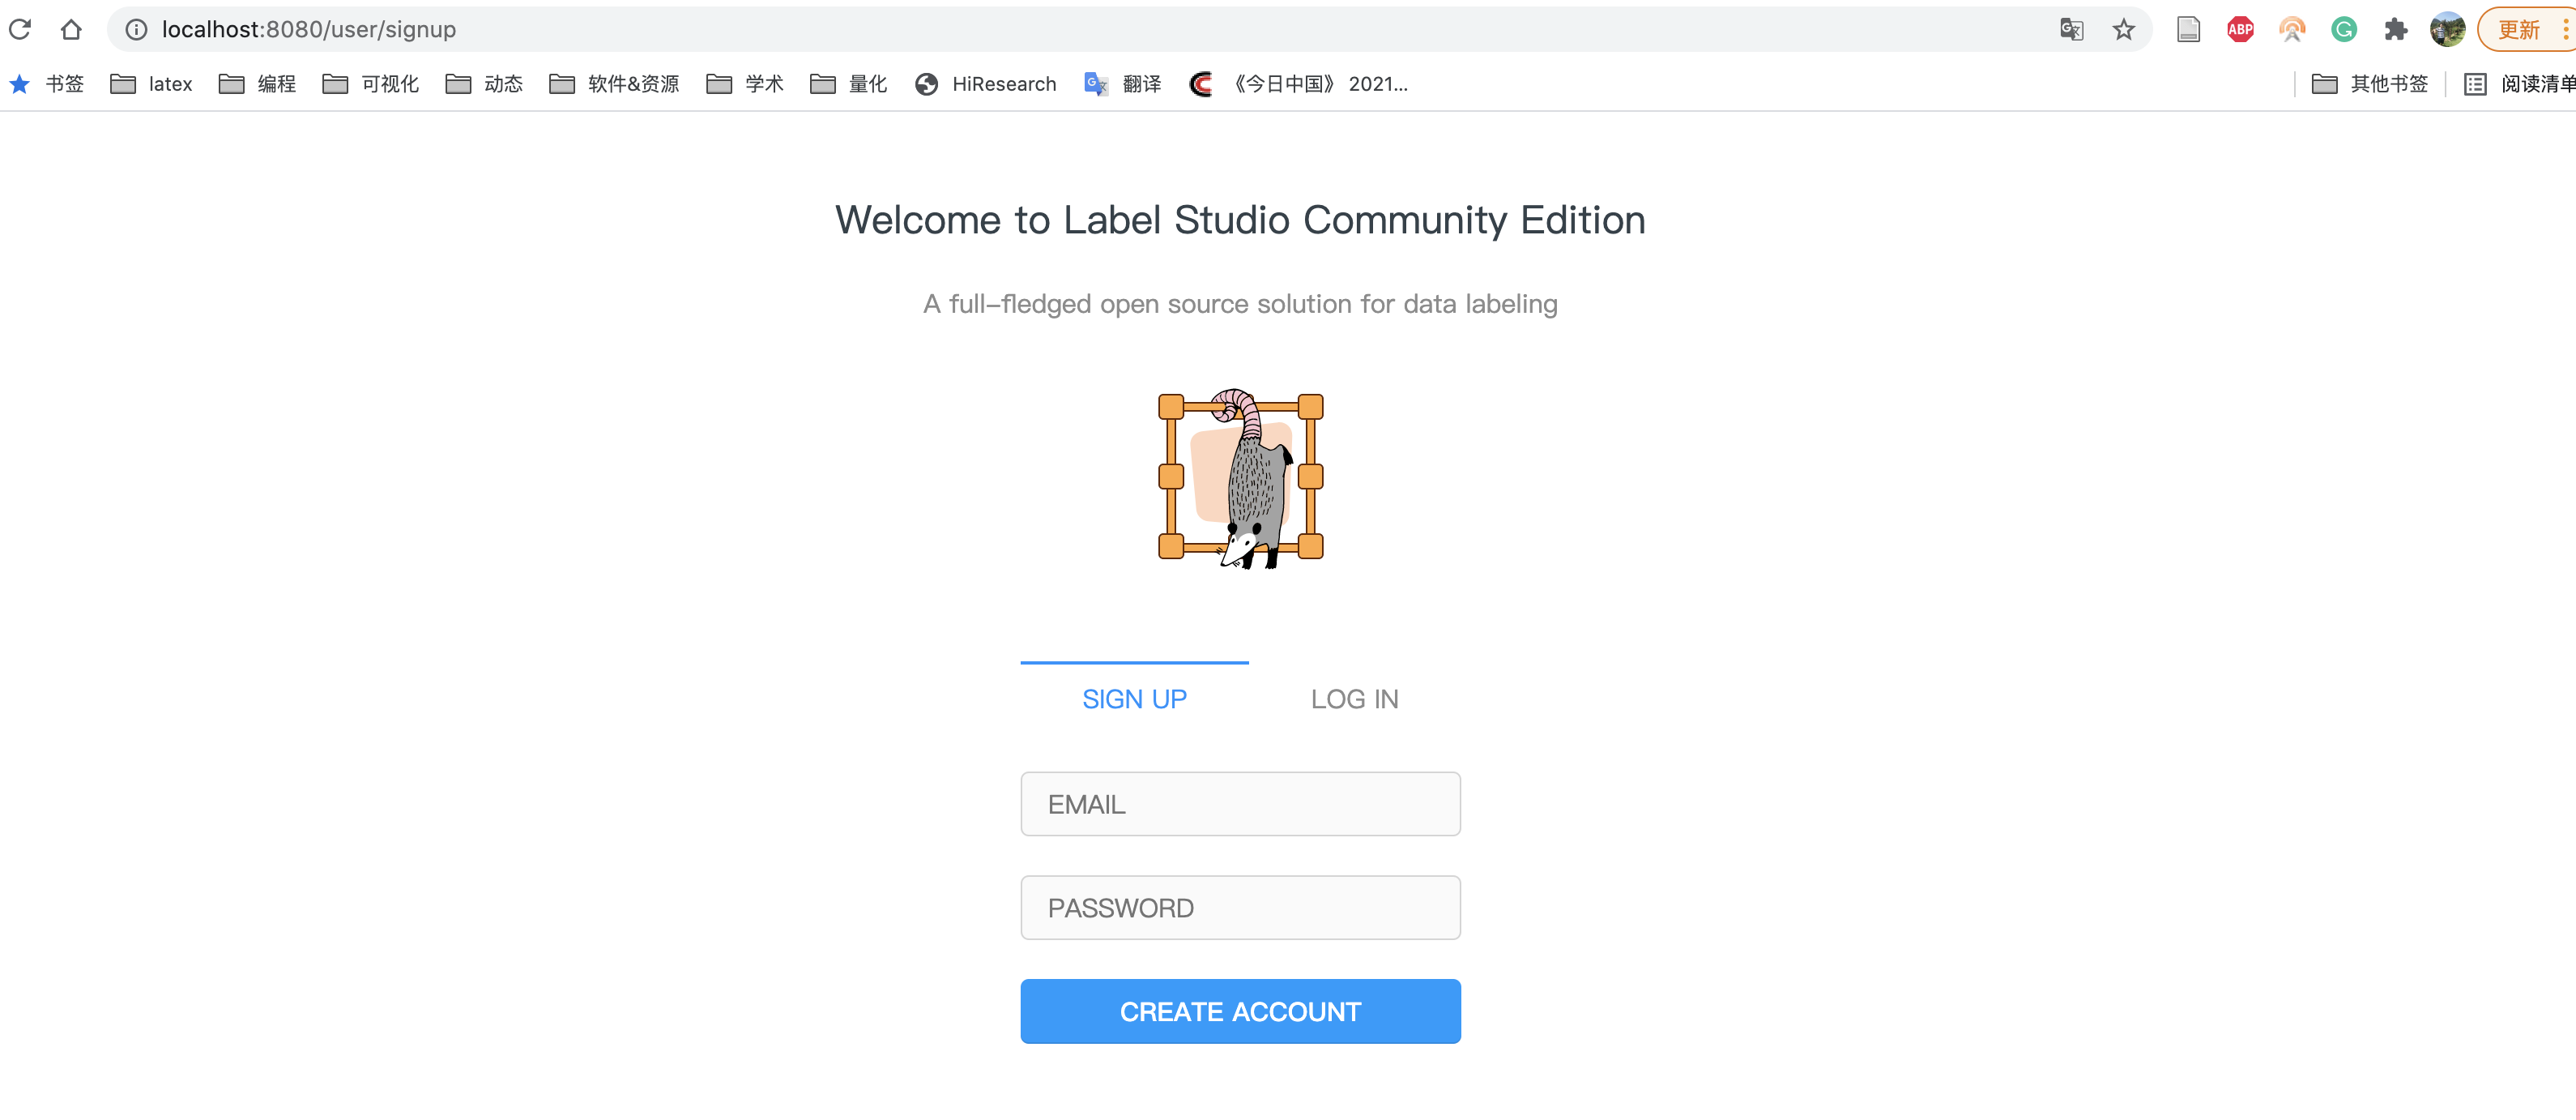 localhost:8080/user/signup
更新
书签 latex 编程 可视化 动态 软件&资源 学术 量化 HiResearch 翻译 《今日中国》 2021... 其他书签 阅读清单
ABP
Welcome to Label Studio Community Edition
A full-fledged open source solution for data labeling
SIGN UP LOG IN
EMAIL
PASSWORD
CREATE ACCOUNT